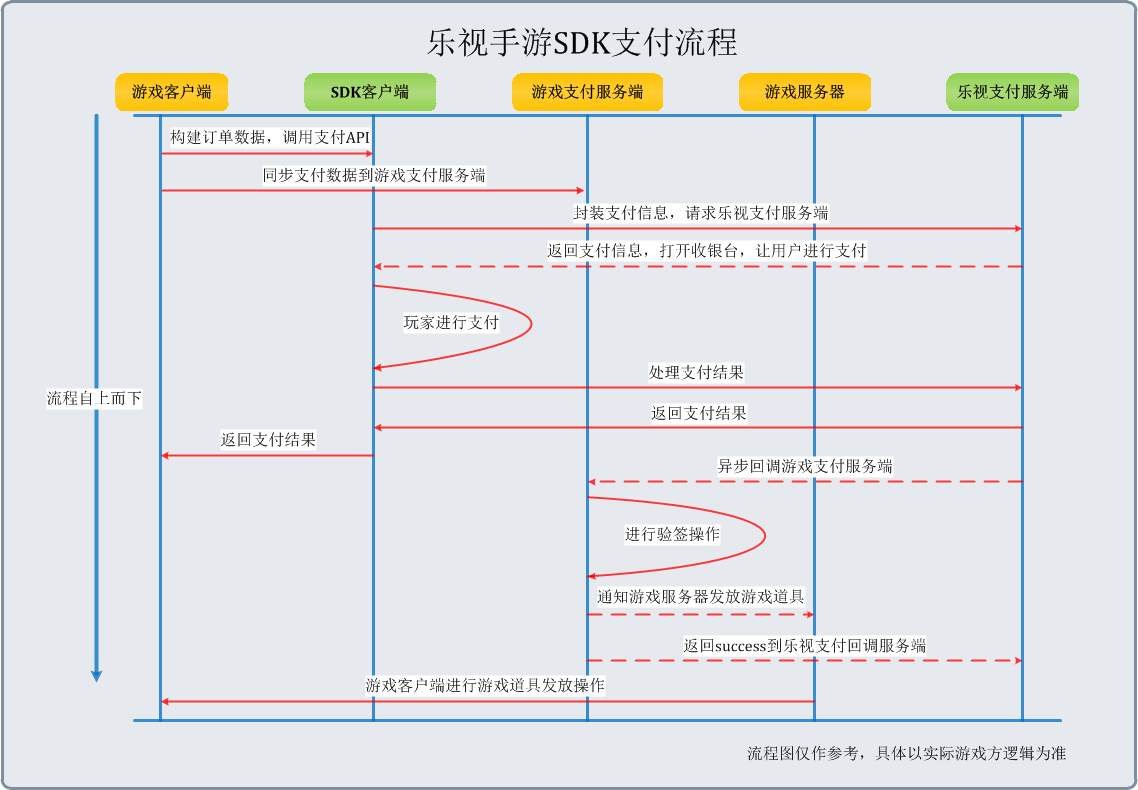 乐视手游SDK支付流程
游戏客户端
SDK客户端
游戏支付服务端
游戏服务器
乐视支付服务端
构建订单数据，调用支付API
同步支付数据到游戏支付服务端
封装支付信息，请求乐视支付服务端
返回支付信息，打开收银台，让用户进行支付
玩家进行支付
处理支付结果
流程自上而下
返回支付结果
返回支付结果
异步回调游戏支付服务端
进行验签操作
通知游戏服务器发放游戏道具
返回success到乐视支付回调服务端
游戏客户端进行游戏道具发放操作
流程图仅作参考，具体以实际游戏方逻辑为准